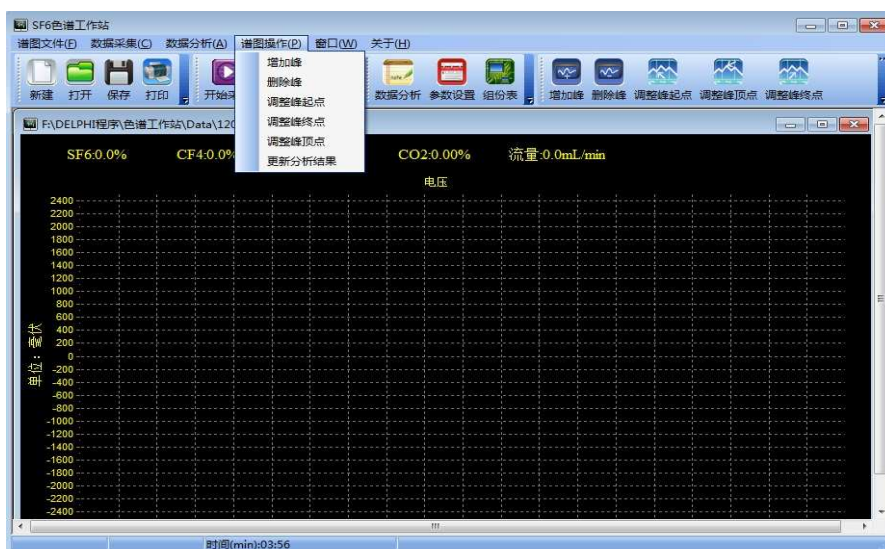 SF6色谱工作站
谱图文件(F) 数据采集(C) 数据分析(A) 谱图操作(P) 窗口(W) 关于(H)
新建 打开 保存 打印 开始采 数据分析 参数设置 组份表 增加峰 删除峰 调整峰起点 调整峰顶点 调整峰终点
增加峰
删除峰
调整峰起点
调整峰终点
调整峰顶点
更新分析结果
F:\DELPHI程序\色谱工作站\Data\120
SF6:0.0% CF4:0.0% CO2:0.00% 流量:0.0mL/min
电压
单位：毫伏
2400
2200
2000
1800
1600
1400
1200
1000
800
600
400
200
0
-200
-400
-600
-800
-1000
-1200
-1400
-1600
-1800
-2000
-2200
-2400
时间(min):03:56